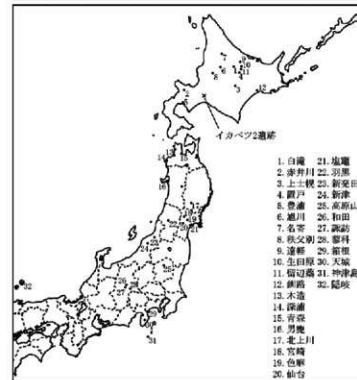 イカベツ2遺跡
1. 白滝
2. 赤井川
3. 上士幌
4. 置戸
5. 豊浦
6. 旭川
7. 名寄
8. 秩父別
9. 遠軽
10. 生田原
11. 留辺蘂
12. 釧路
13. 木造
14. 深浦
15. 青森
16. 男鹿
17. 北上川
18. 宮崎
19. 色麻
20. 仙台
21. 塩竈
22. 羽黒
23. 新発田
24. 新津
25. 高原山
26. 和田
27. 諏訪
28. 蓼科
29. 箱根
30. 天城
31. 神津島
32. 隠岐